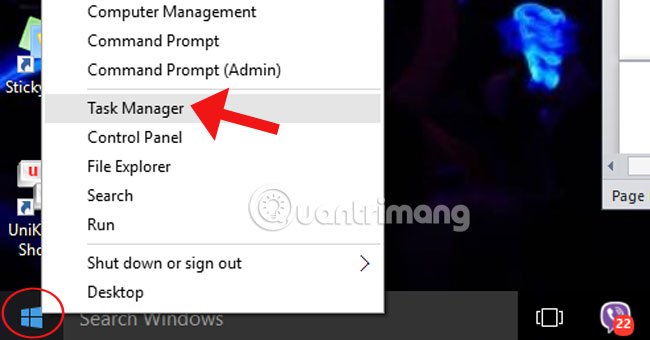 Computer Management
Command Prompt
Command Prompt (Admin)
Task Manager
Control Panel
File Explorer
Search
Run
Shut down or sign out
Desktop
Sticky
UniK
Sho
Quantrimang
Page
Search Windows
22